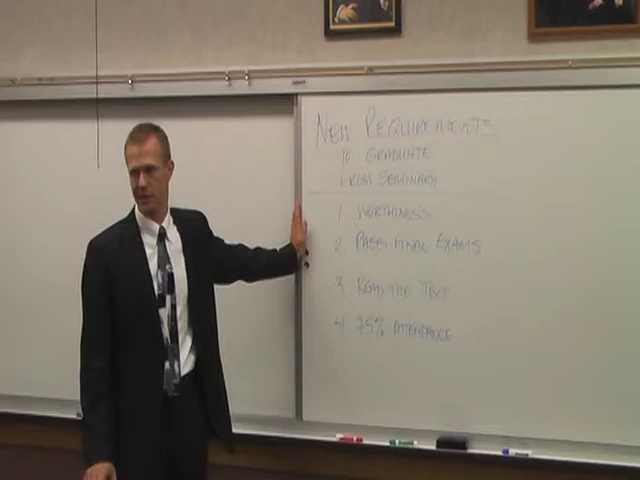 NEW REQUIREMENTS
TO GRADUATE
FROM SEMINARY
1 WORTHINESS
2 PASS FINAL EXAMS
3 READ THE TEXT
4 75% ATTENDANCE